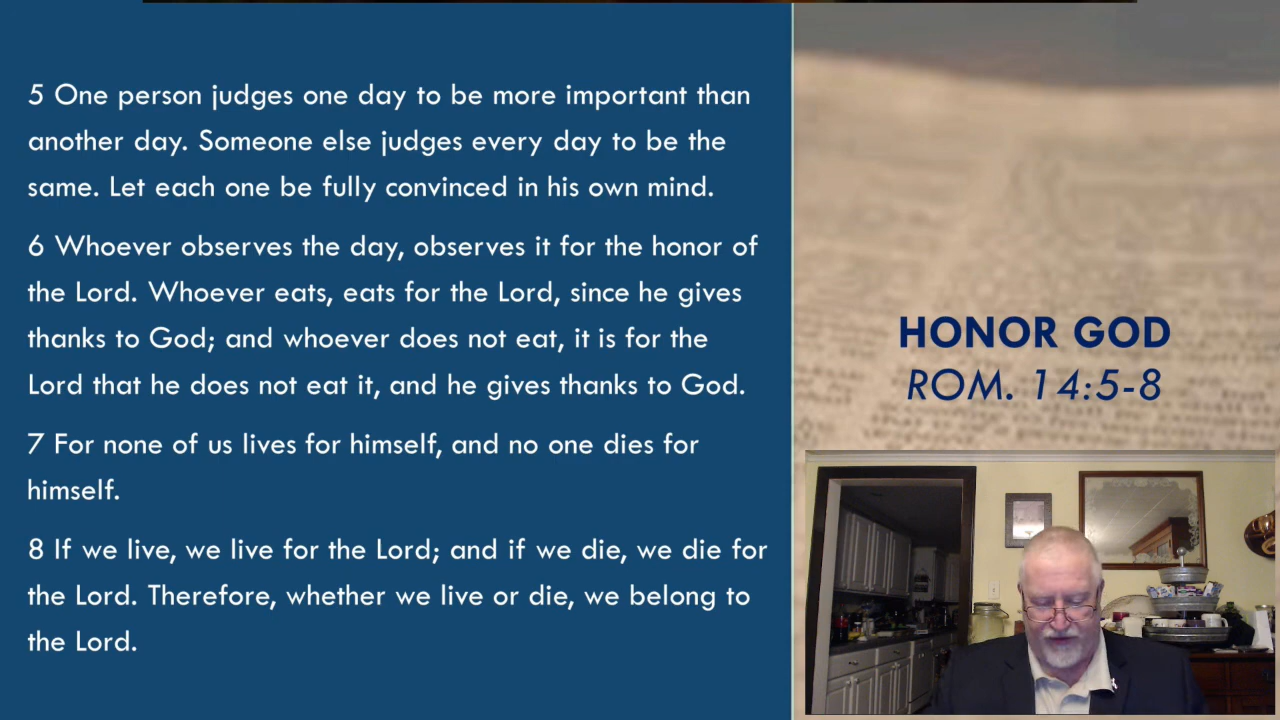 5 One person judges one day to be more important than
another day. Someone else judges every day to be the
same. Let each one be fully convinced in his own mind.
6 Whoever observes the day, observes it for the honor of
the Lord. Whoever eats, eats for the Lord, since he gives
thanks to God; and whoever does not eat, it is for the
Lord that he does not eat it, and he gives thanks to God.
7 For none of us lives for himself, and no one dies for
himself.
8 If we live, we live for the Lord; and if we die, we die for
the Lord. Therefore, whether we live or die, we belong to
the Lord.
HONOR GOD
ROM. 14:5-8